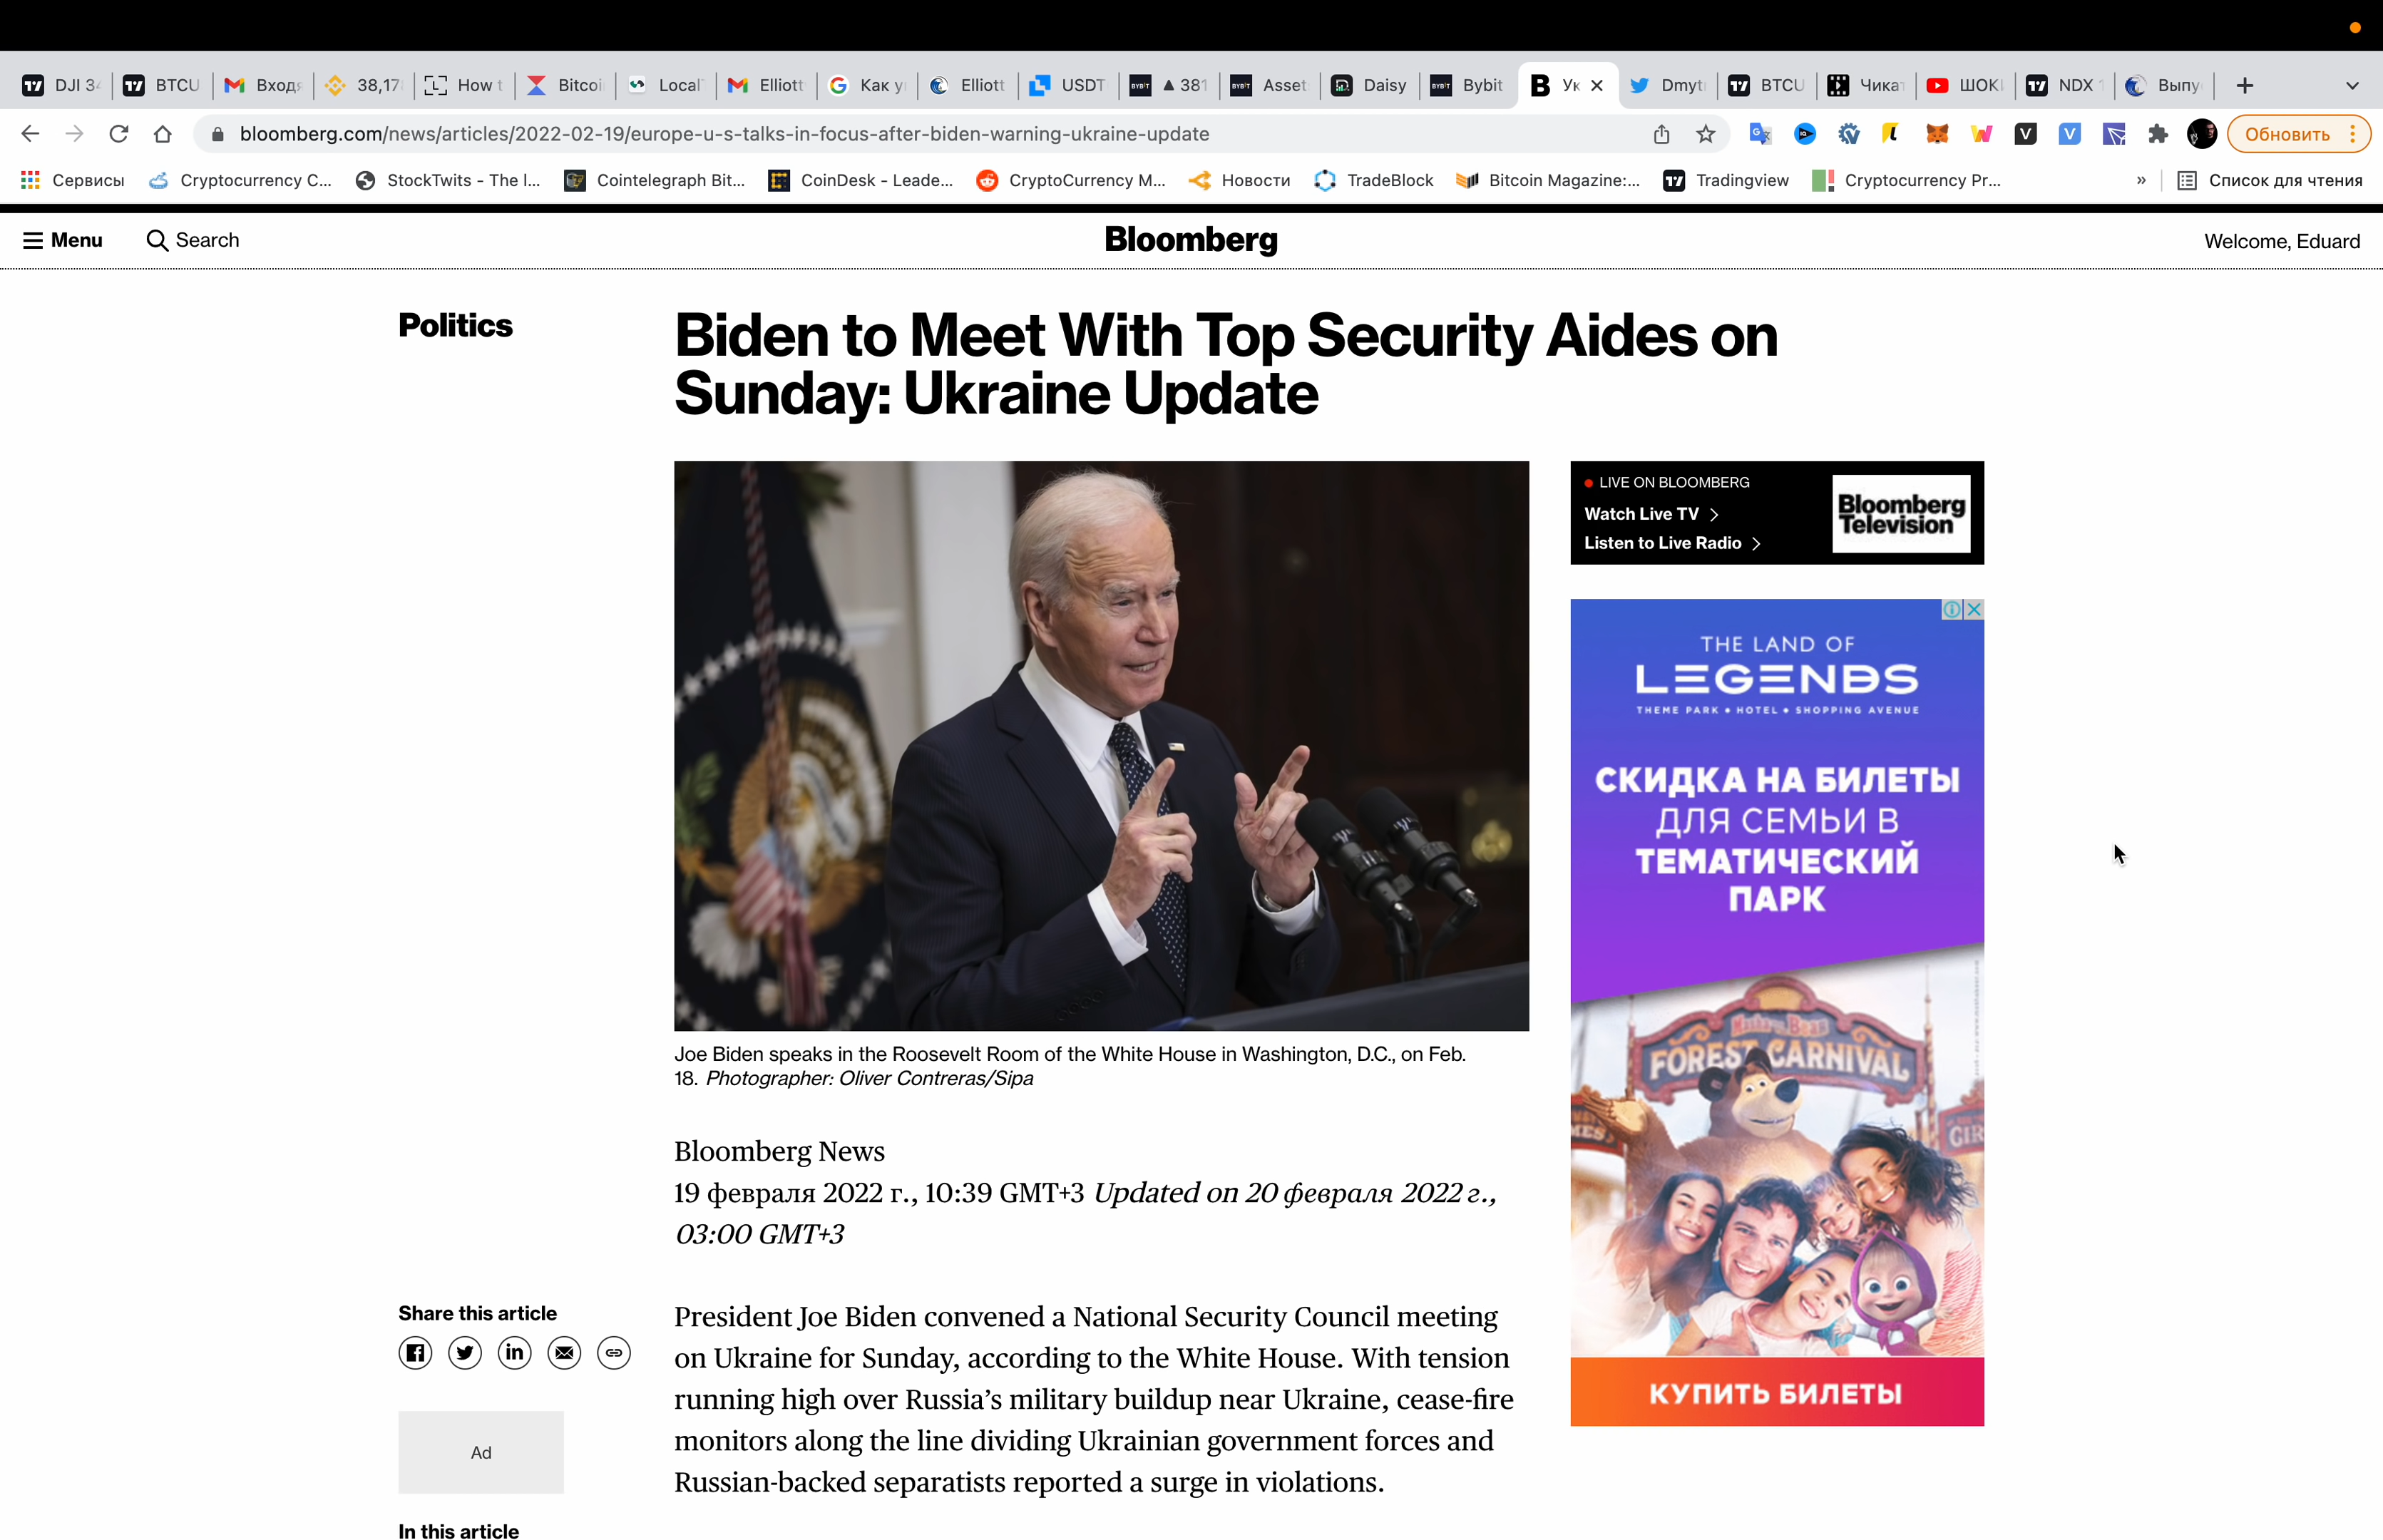 DJI 34
BTCU
Входя
38,17
How t
Bitcoi
Local
Elliott
Как у
Elliott
USDT
BYBIT ▲ 381
BYBIT Asset
Daisy
BYBIT Bybit
Ук
Dmyt
BTCU
Чика
ШОК
NDX 1
Выпу
bloomberg.com/news/articles/2022-02-19/europe-u-s-talks-in-focus-after-biden-warning-ukraine-update
Обновить
Сервисы
Cryptocurrency C...
StockTwits - The l...
Cointelegraph Bit...
CoinDesk - Leade...
CryptoCurrency M...
Новости
TradeBlock
Bitcoin Magazine:...
Tradingview
Cryptocurrency Pr...
»
Список для чтения
Menu
Search
Bloomberg
Welcome, Eduard
Politics
Biden to Meet With Top Security Aides on
Sunday: Ukraine Update
LIVE ON BLOOMBERG
Watch Live TV
Listen to Live Radio
Bloomberg
Television
THE LAND OF
LEGENDS
THEME PARK • HOTEL • SHOPPING AVENUE
СКИДКА НА БИЛЕТЫ
ДЛЯ СЕМЬИ В
ТЕМАТИЧЕСКИЙ
ПАРК
Masha and the Bear
FOREST CARNIVAL
КУПИТЬ БИЛЕТЫ
Joe Biden speaks in the Roosevelt Room of the White House in Washington, D.C., on Feb.
18. Photographer: Oliver Contreras/Sipa
Bloomberg News
19 февраля 2022 г., 10:39 GMT+3 Updated on 20 февраля 2022 г.,
03:00 GMT+3
Share this article
Ad
In this article
President Joe Biden convened a National Security Council meeting
on Ukraine for Sunday, according to the White House. With tension
running high over Russia’s military buildup near Ukraine, cease-fire
monitors along the line dividing Ukrainian government forces and
Russian-backed separatists reported a surge in violations.